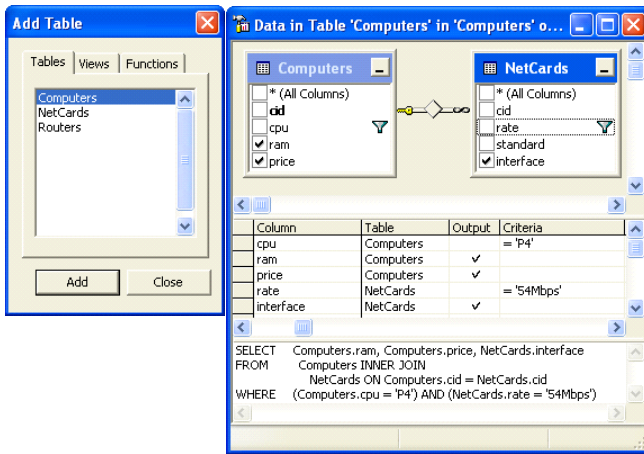 Add Table
Tables Views Functions
Computers
NetCards
Routers
Add Close
Data in Table 'Computers' in 'Computers' o...
Computers
* (All Columns)
cid
cpu
ram
price
NetCards
* (All Columns)
cid
rate
standard
interface
Column Table Output Criteria
cpu Computers = 'P4'
ram Computers
price Computers
rate NetCards = '54Mbps'
interface NetCards
SELECT Computers.ram, Computers.price, NetCards.interface
FROM Computers INNER JOIN
NetCards ON Computers.cid = NetCards.cid
WHERE (Computers.cpu = 'P4') AND (NetCards.rate = '54Mbps')